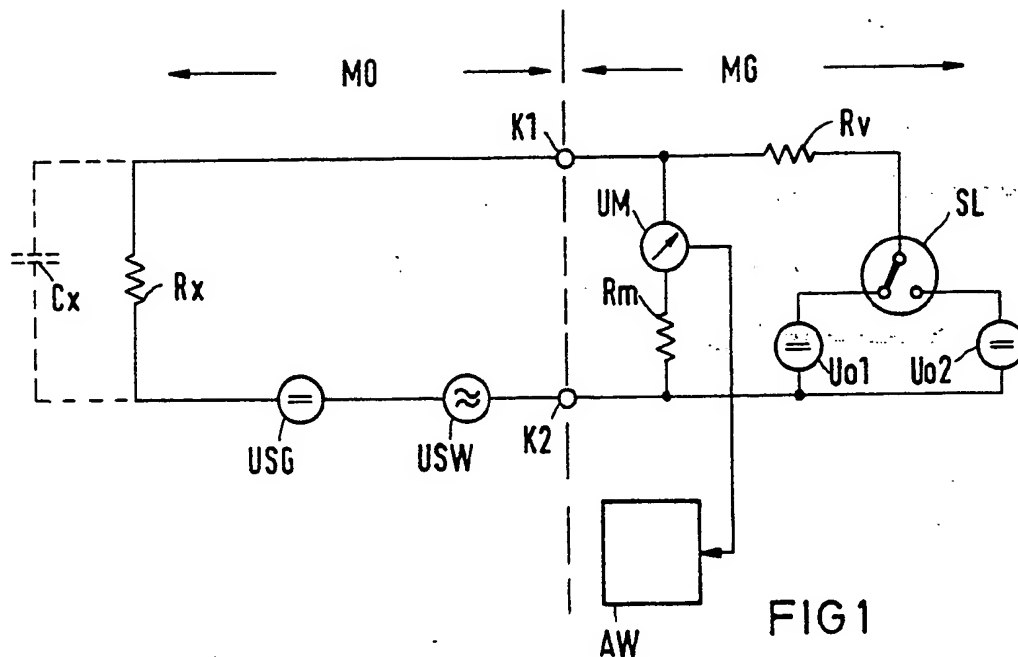 MO MG
K1 Rv
UM SL
Cx Rx Rm
Uo1 Uo2
USG USW K2
AW FIG1